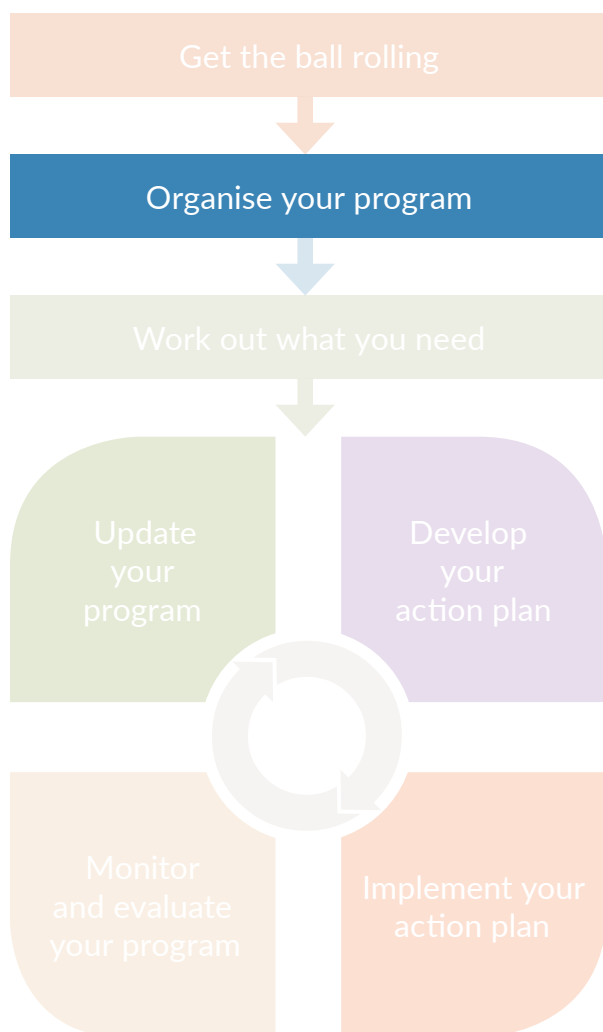 Get the ball rolling
Organise your program
Work out what you need
Update
your
program
Develop
your
action plan
Monitor
and evaluate
your program
Implement your
action plan